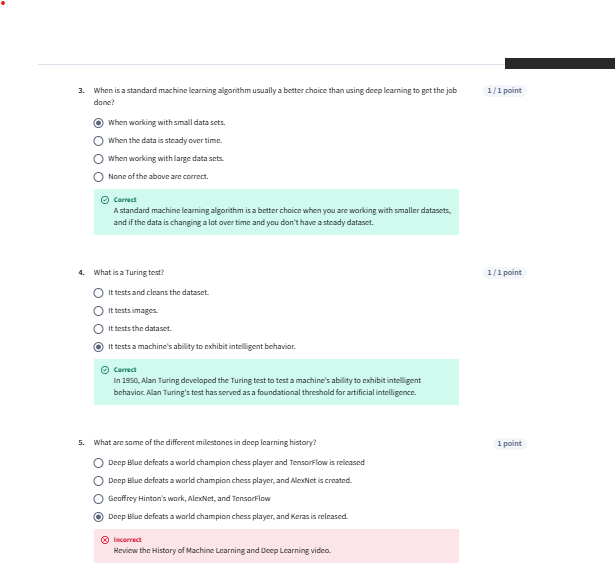 3. When is a standard machine learning algorithm usually a better choice than using deep learning to get the job 1 / 1 point
done?
When working with small data sets.
When the data is steady over time.
When working with large data sets.
None of the above are correct.
Correct
A standard machine learning algorithm is a better choice when you are working with smaller datasets,
and if the data is changing a lot over time and you don't have a steady dataset.
4. What is a Turing test? 1 / 1 point
It tests and cleans the dataset.
It tests images.
It tests the dataset.
It tests a machine's ability to exhibit intelligent behavior.
Correct
In 1950, Alan Turing developed the Turing test to test a machine's ability to exhibit intelligent
behavior. Alan Turing's test has served as a foundational threshold for artificial intelligence.
5. What are some of the different milestones in deep learning history? 1 point
Deep Blue defeats a world champion chess player and TensorFlow is released
Deep Blue defeats a world champion chess player, and AlexNet is created.
Geoffrey Hinton's work, AlexNet, and TensorFlow
Deep Blue defeats a world champion chess player, and Keras is released.
Incorrect
Review the History of Machine Learning and Deep Learning video.